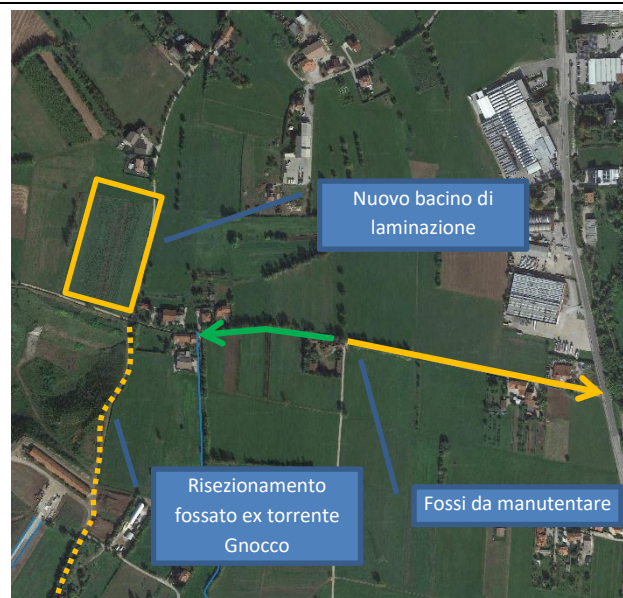 Nuovo bacino di
laminazione
Risezionamento
fossato ex torrente
Gnocco
Fossi da manutentare